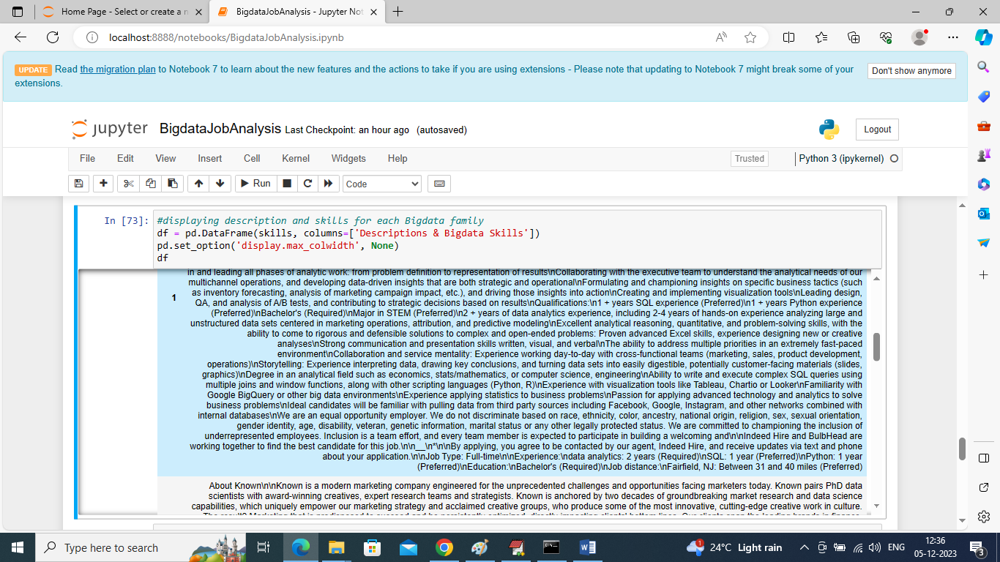 Home Page - Select or create a n
BigdataJobAnalysis - Jupyter Not
localhost:8888/notebooks/BigdataJobAnalysis.ipynb
UPDATE Read the migration plan to Notebook 7 to learn about the new features and the actions to take if you are using extensions - Please note that updating to Notebook 7 might break some of your
extensions.
Don't show anymore
jupyter BigdataJobAnalysis Last Checkpoint: an hour ago (autosaved)
Logout
File Edit View Insert Cell Kernel Widgets Help
Trusted
Python 3 (ipykernel)
Run
Code
In [73]:
#displaying description and skills for each Bigdata family
df = pd.DataFrame(skills, columns=['Descriptions & Bigdata Skills'])
pd.set_option('display.max_colwidth', None)
df
in and leading all phases of analytic work: from problem definition to representation of results\nCollaborating with the executive team to understand the analytical needs of our
multichannel operations, and developing data-driven insights that are both strategic and operational\nFormulating and championing insights on specific business tactics (such
as inventory forecasting, analysis of marketing campaign impact, etc.), and driving those insights into action\nCreating and implementing visualization tools\nLeading design,
1
QA, and analysis of A/B tests, and contributing to strategic decisions based on results\nQualifications:\n1 + years SQL experience (Preferred)\n1 + years Python experience
(Preferred)\nBachelor's (Required)\nMajor in STEM (Preferred)\n2 + years of data analytics experience, including 2-4 years of hands-on experience analyzing large and
unstructured data sets centered in marketing operations, attribution, and predictive modeling\nExcellent analytical reasoning, quantitative, and problem-solving skills, with the
ability to come to rigorous and defensible solutions to complex and open-ended problems: Proven advanced Excel skills, experience designing new or creative
analyses\nStrong communication and presentation skills written, visual, and verbal\nThe ability to address multiple priorities in an extremely fast-paced
environment\nCollaboration and service mentality: Experience working day-to-day with cross-functional teams (marketing, sales, product development,
operations)\nStorytelling: Experience interpreting data, drawing key conclusions, and turning data sets into easily digestible, potentially customer-facing materials (slides,
graphics)\nDegree in an analytical field such as economics, stats/mathematics, or computer science, engineering\nAbility to write and execute complex SQL queries using
multiple joins and window functions, along with other scripting languages (Python, R)\nExperience with visualization tools like Tableau, Chartio or Looker\nFamiliarity with
Google BigQuery or other big data environments\nExperience applying statistics to business problems\nPassion for applying advanced technology and analytics to solve
business problems\nIdeal candidates will be familiar with pulling data from third party sources including Facebook, Google, Instagram, and other networks combined with
internal databases\nWe are an equal opportunity employer. We do not discriminate based on race, ethnicity, color, ancestry, national origin, religion, sex, sexual orientation,
gender identity, age, disability, veteran, genetic information, marital status or any other legally protected status. We are committed to championing the inclusion of
underrepresented employees. Inclusion is a team effort, and every team member is expected to participate in building a welcoming and\n\nIndeed Hire and BulbHead are
working together to find the best candidate for this job.\n\n__\n*\n\nBy applying, you agree to be contacted by our agent, Indeed Hire, and receive updates via text and phone
about your application.\n\nJob Type: Full-time\n\nExperience:\ndata analytics: 2 years (Required)\nSQL: 1 year (Preferred)\nPython: 1 year
(Preferred)\nEducation:\nBachelor's (Required)\nJob distance:\nFairfield, NJ: Between 31 and 40 miles (Preferred)
About Known\n\nKnown is a modern marketing company engineered for the unprecedented challenges and opportunities facing marketers today. Known pairs PhD data
scientists with award-winning creatives, expert research teams and strategists. Known is anchored by two decades of groundbreaking market research and data science
capabilities, which uniquely empower our marketing strategy and acclaimed creative groups, who produce some of the most innovative, cutting-edge creative work in culture.
Type here to search
1
24°C Light rain
ENG
12:36
05-12-2023
3